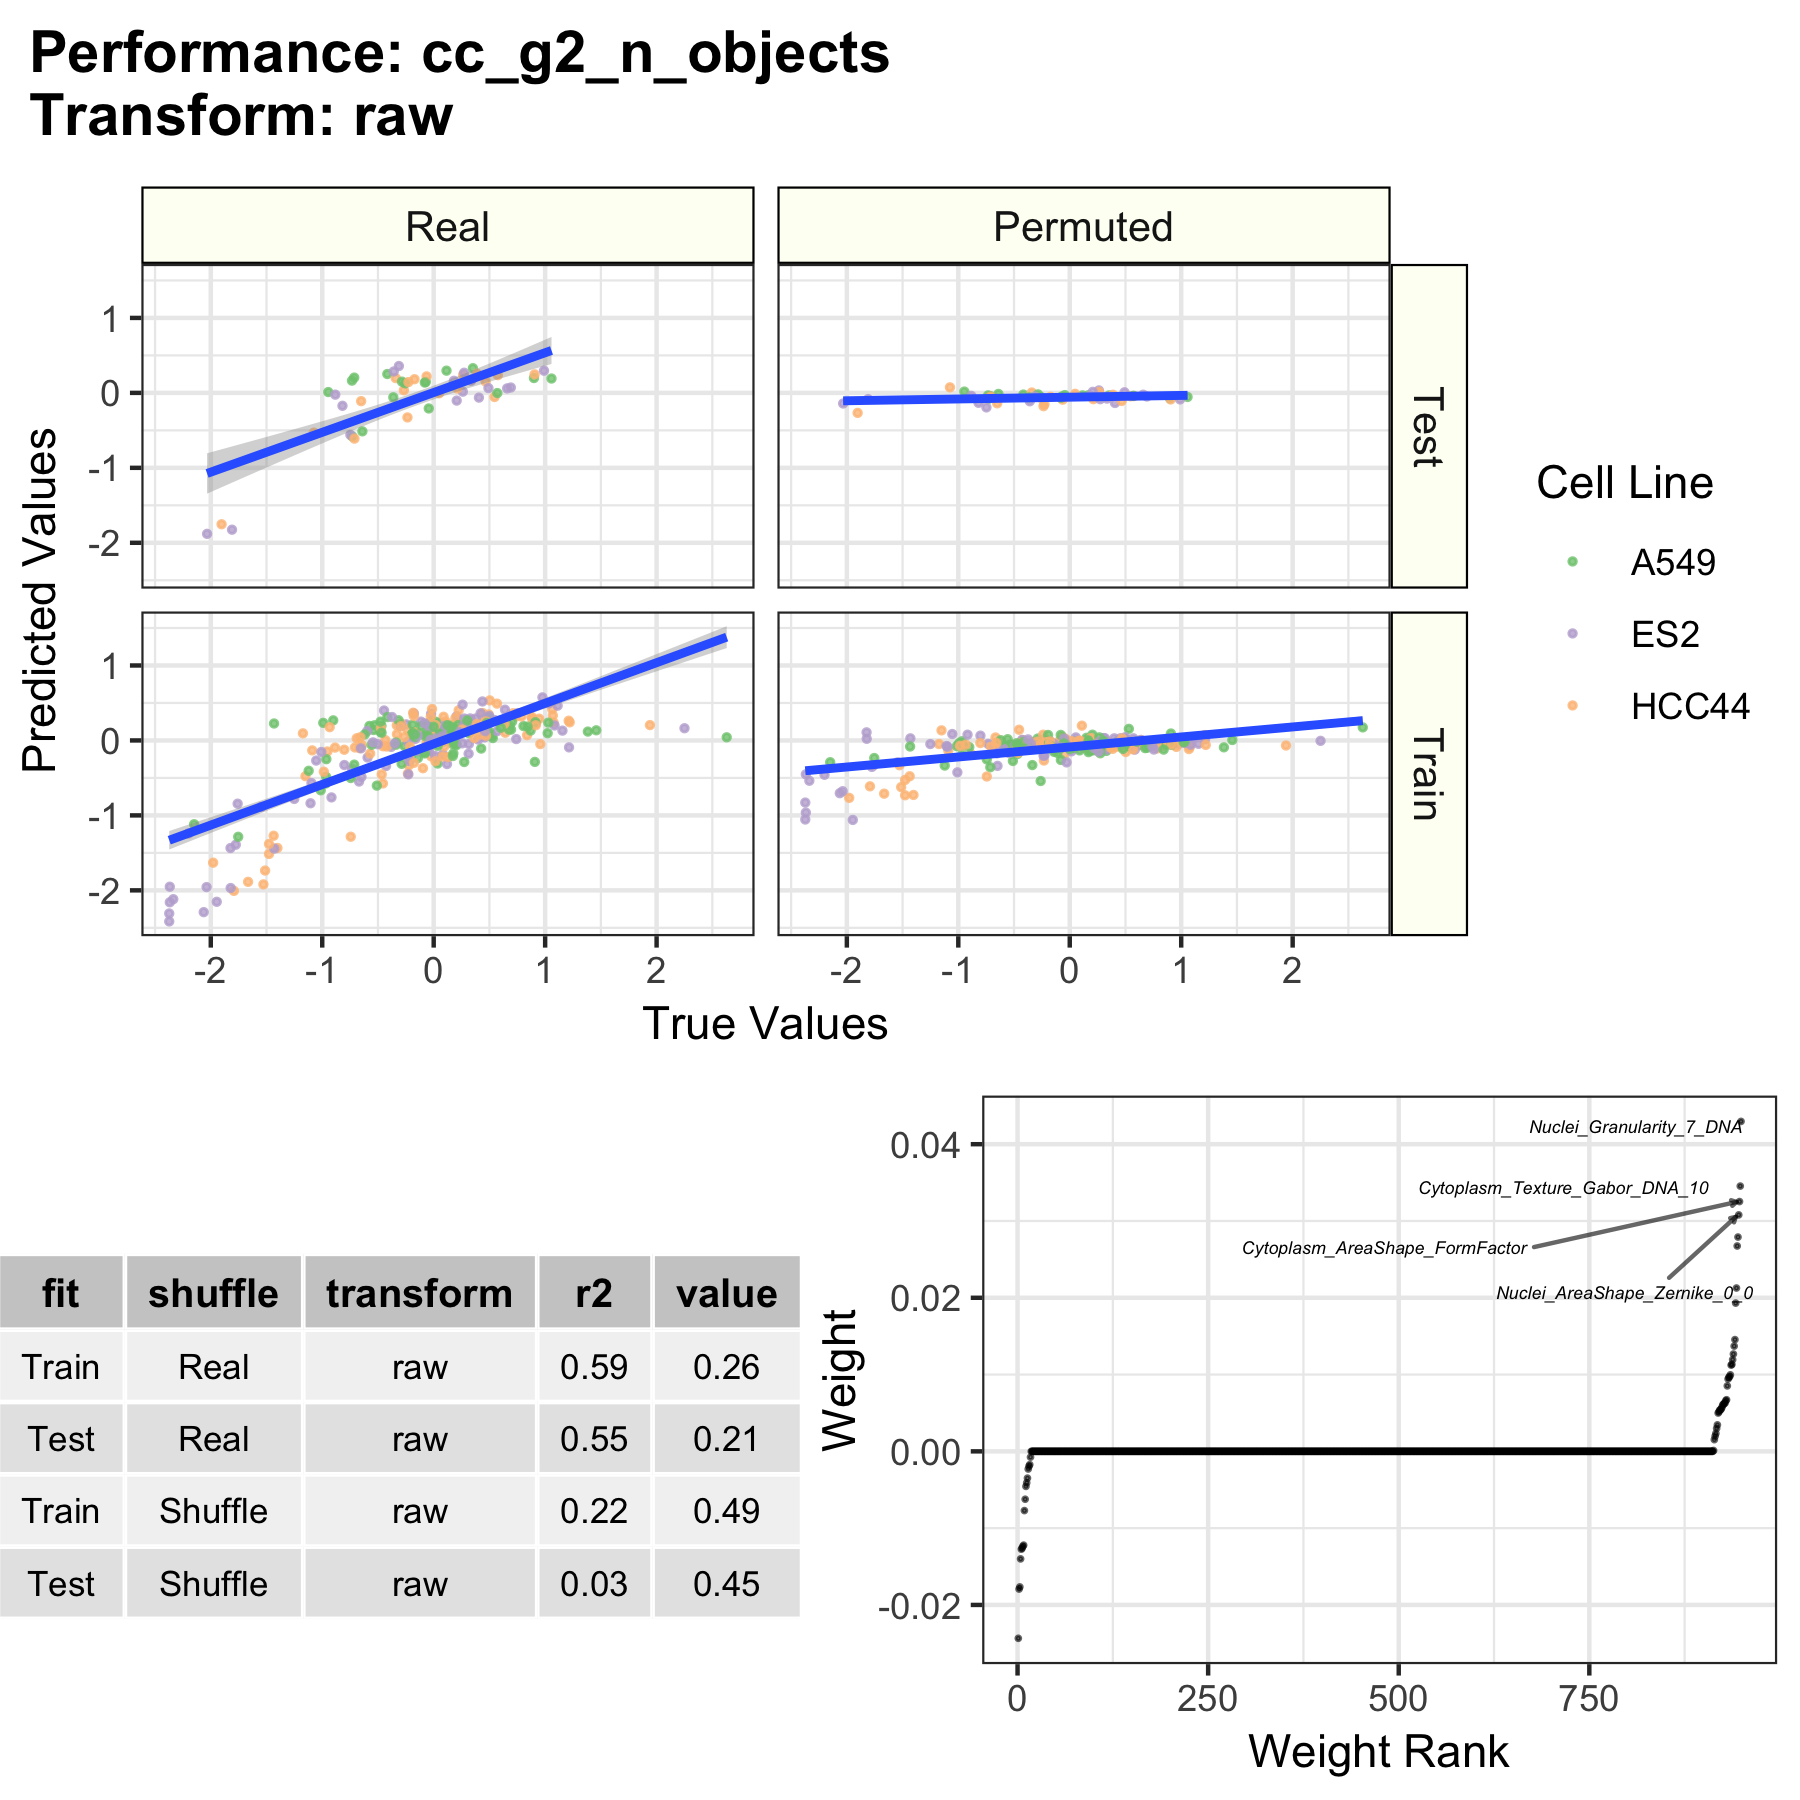 Performance: cc_g2_n_objects
Transform: raw
Real
Permuted
1
0
-1
-2
Test
1
0
-1
-2
Train
Predicted Values
-2
-1
0
1
2
-2
-1
0
1
2
True Values
Cell Line
A549
ES2
HCC44
fit shuffle transform r2 value
Train Real raw 0.59 0.26
Test Real raw 0.55 0.21
Train Shuffle raw 0.22 0.49
Test Shuffle raw 0.03 0.45
Weight
0.04
0.02
0.00
-0.02
Nuclei_Granularity_7_DNA
Cytoplasm_Texture_Gabor_DNA_10
Cytoplasm_AreaShape_FormFactor
Nuclei_AreaShape_Zernike_0_0
0
250
500
750
Weight Rank